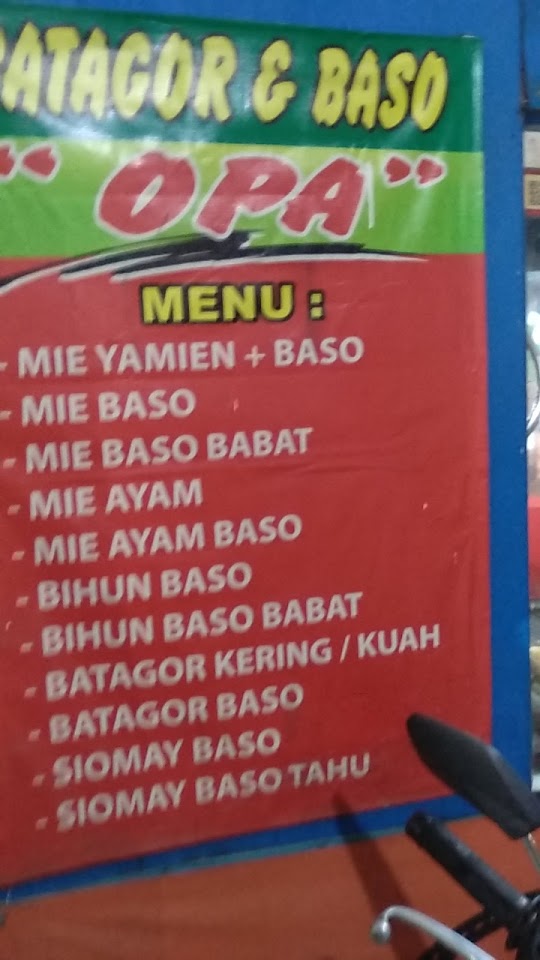 BATAGOR & BASO
"OPA"
MENU :
- MIE YAMIEN + BASO
- MIE BASO
- MIE BASO BABAT
- MIE AYAM
- MIE AYAM BASO
- BIHUN BASO
- BIHUN BASO BABAT
- BATAGOR KERING / KUAH
- BATAGOR BASO
- SIOMAY BASO
- SIOMAY BASO TAHU